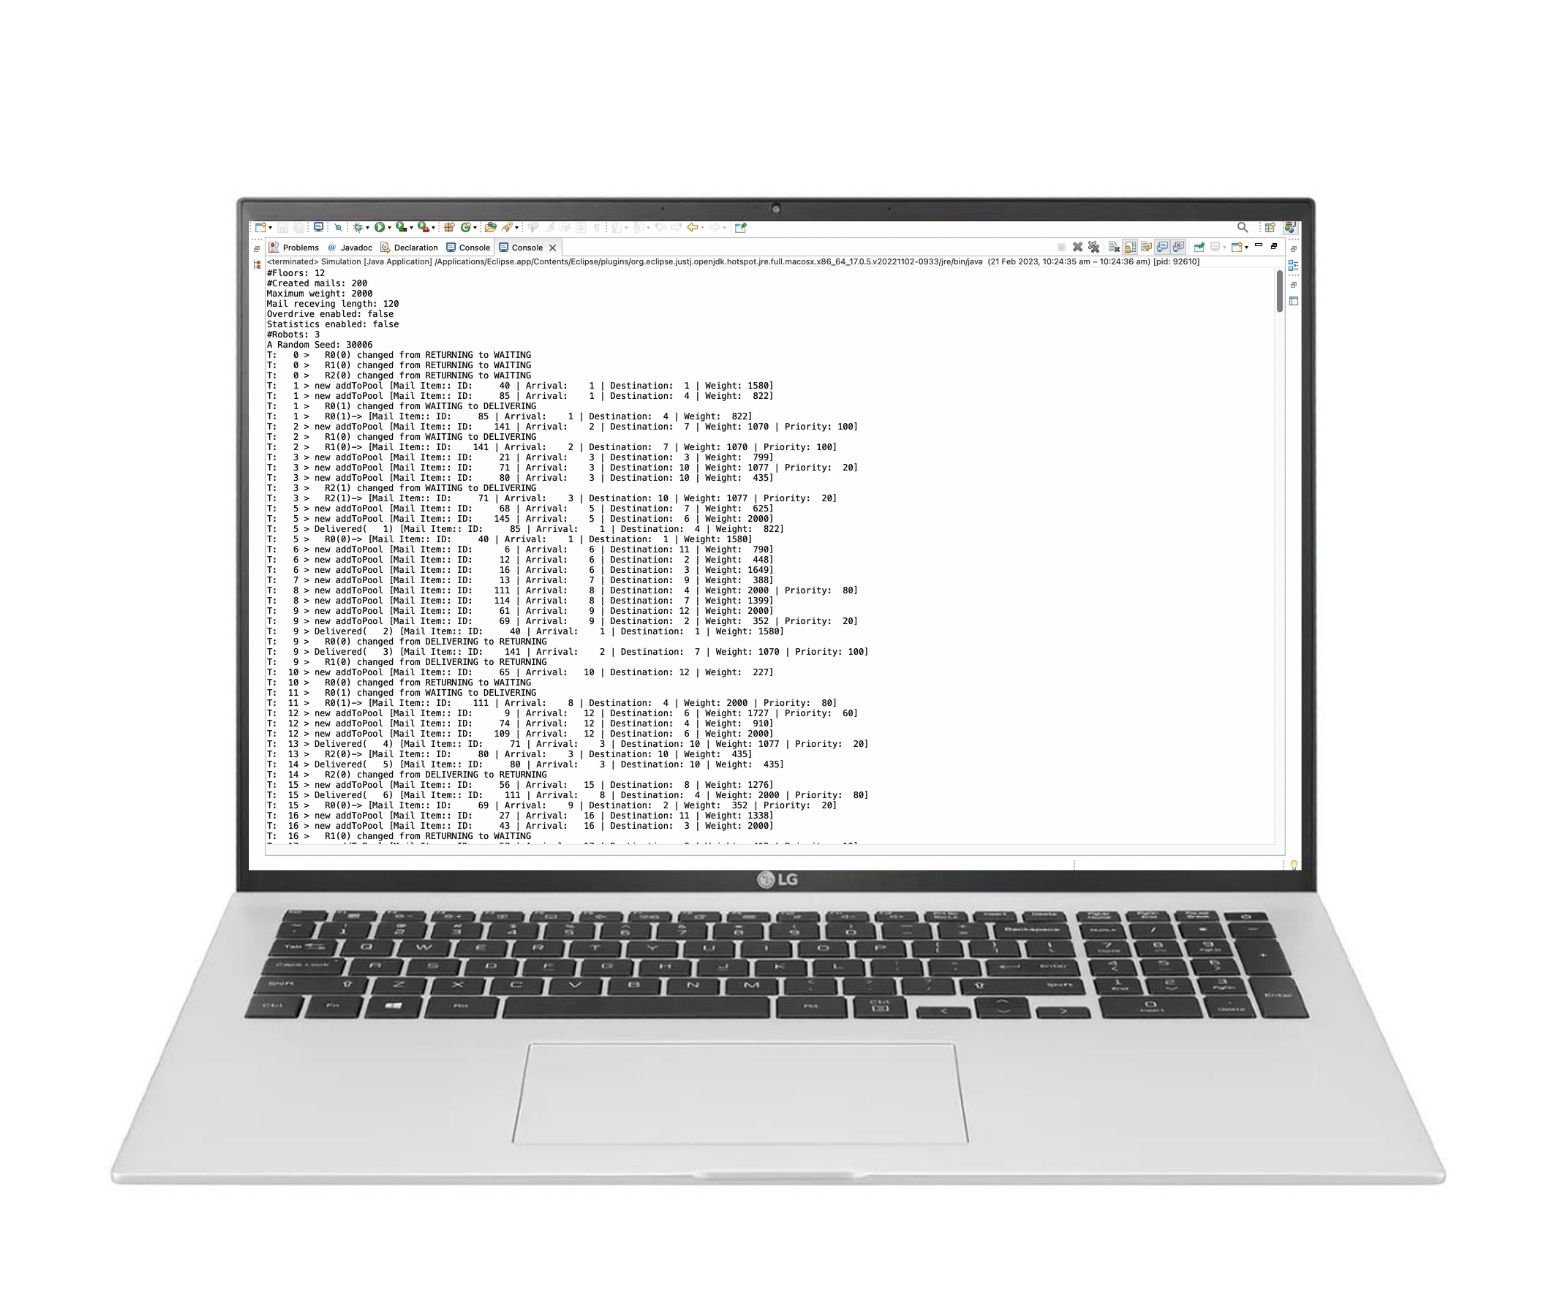 Problems @ Javadoc Declaration Console Console
<terminated> Simulation [Java Application] /Applications/Eclipse.app/Contents/Eclipse/plugins/org.eclipse.justj.openjdk.hotspot.jre.full.macosx.x86_64_17.0.5.v20221102-0933/jre/bin/java (21 Feb 2023, 10:24:35 am – 10:24:36 am) [pid: 92610]
#Floors: 12
#Created mails: 200
Maximum weight: 2000
Mail receving length: 120
Overdrive enabled: false
Statistics enabled: false
#Robots: 3
A Random Seed: 30006
T: 0 > R0(0) changed from RETURNING to WAITING
T: 0 > R1(0) changed from RETURNING to WAITING
T: 0 > R2(0) changed from RETURNING to WAITING
T: 1 > new addToPool [Mail Item:: ID: 40 | Arrival: 1 | Destination: 1 | Weight: 1580]
T: 1 > new addToPool [Mail Item:: ID: 85 | Arrival: 1 | Destination: 4 | Weight: 822]
T: 1 > R0(1) changed from WAITING to DELIVERING
T: 1 > R0(1)-> [Mail Item:: ID: 85 | Arrival: 1 | Destination: 4 | Weight: 822]
T: 2 > new addToPool [Mail Item:: ID: 141 | Arrival: 2 | Destination: 7 | Weight: 1070 | Priority: 100]
T: 2 > R1(0) changed from WAITING to DELIVERING
T: 2 > R1(0)-> [Mail Item:: ID: 141 | Arrival: 2 | Destination: 7 | Weight: 1070 | Priority: 100]
T: 3 > new addToPool [Mail Item:: ID: 21 | Arrival: 3 | Destination: 3 | Weight: 799]
T: 3 > new addToPool [Mail Item:: ID: 71 | Arrival: 3 | Destination: 10 | Weight: 1077 | Priority: 20]
T: 3 > new addToPool [Mail Item:: ID: 80 | Arrival: 3 | Destination: 10 | Weight: 435]
T: 3 > R2(1) changed from WAITING to DELIVERING
T: 3 > R2(1)-> [Mail Item:: ID: 71 | Arrival: 3 | Destination: 10 | Weight: 1077 | Priority: 20]
T: 5 > new addToPool [Mail Item:: ID: 68 | Arrival: 5 | Destination: 7 | Weight: 625]
T: 5 > new addToPool [Mail Item:: ID: 145 | Arrival: 5 | Destination: 6 | Weight: 2000]
T: 5 > Delivered( 1) [Mail Item:: ID: 85 | Arrival: 1 | Destination: 4 | Weight: 822]
T: 5 > R0(0)-> [Mail Item:: ID: 40 | Arrival: 1 | Destination: 1 | Weight: 1580]
T: 6 > new addToPool [Mail Item:: ID: 6 | Arrival: 6 | Destination: 11 | Weight: 790]
T: 6 > new addToPool [Mail Item:: ID: 12 | Arrival: 6 | Destination: 2 | Weight: 448]
T: 6 > new addToPool [Mail Item:: ID: 16 | Arrival: 6 | Destination: 3 | Weight: 1649]
T: 7 > new addToPool [Mail Item:: ID: 13 | Arrival: 7 | Destination: 9 | Weight: 388]
T: 8 > new addToPool [Mail Item:: ID: 111 | Arrival: 8 | Destination: 4 | Weight: 2000 | Priority: 80]
T: 8 > new addToPool [Mail Item:: ID: 114 | Arrival: 8 | Destination: 7 | Weight: 1399]
T: 9 > new addToPool [Mail Item:: ID: 61 | Arrival: 9 | Destination: 12 | Weight: 2000]
T: 9 > new addToPool [Mail Item:: ID: 69 | Arrival: 9 | Destination: 2 | Weight: 352 | Priority: 20]
T: 9 > Delivered( 2) [Mail Item:: ID: 40 | Arrival: 1 | Destination: 1 | Weight: 1580]
T: 9 > R0(0) changed from DELIVERING to RETURNING
T: 9 > Delivered( 3) [Mail Item:: ID: 141 | Arrival: 2 | Destination: 7 | Weight: 1070 | Priority: 100]
T: 9 > R1(0) changed from DELIVERING to RETURNING
T: 10 > new addToPool [Mail Item:: ID: 65 | Arrival: 10 | Destination: 12 | Weight: 227]
T: 10 > R0(0) changed from RETURNING to WAITING
T: 11 > R0(1) changed from WAITING to DELIVERING
T: 11 > R0(1)-> [Mail Item:: ID: 111 | Arrival: 8 | Destination: 4 | Weight: 2000 | Priority: 80]
T: 12 > new addToPool [Mail Item:: ID: 9 | Arrival: 12 | Destination: 6 | Weight: 1727 | Priority: 60]
T: 12 > new addToPool [Mail Item:: ID: 74 | Arrival: 12 | Destination: 4 | Weight: 910]
T: 12 > new addToPool [Mail Item:: ID: 109 | Arrival: 12 | Destination: 6 | Weight: 2000]
T: 13 > Delivered( 4) [Mail Item:: ID: 71 | Arrival: 3 | Destination: 10 | Weight: 1077 | Priority: 20]
T: 13 > R2(0)-> [Mail Item:: ID: 80 | Arrival: 3 | Destination: 10 | Weight: 435]
T: 14 > Delivered( 5) [Mail Item:: ID: 80 | Arrival: 3 | Destination: 10 | Weight: 435]
T: 14 > R2(0) changed from DELIVERING to RETURNING
T: 15 > new addToPool [Mail Item:: ID: 56 | Arrival: 15 | Destination: 8 | Weight: 1276]
T: 15 > Delivered( 6) [Mail Item:: ID: 111 | Arrival: 8 | Destination: 4 | Weight: 2000 | Priority: 80]
T: 15 > R0(0)-> [Mail Item:: ID: 69 | Arrival: 9 | Destination: 2 | Weight: 352 | Priority: 20]
T: 16 > new addToPool [Mail Item:: ID: 27 | Arrival: 16 | Destination: 11 | Weight: 1338]
T: 16 > new addToPool [Mail Item:: ID: 43 | Arrival: 16 | Destination: 3 | Weight: 2000]
T: 16 > R1(0) changed from RETURNING to WAITING
LG
Backspace
Tab Q W E R T Y U I O P
Caps Lock A S D F G H J K L Enter
Shift Z X C V B N M Shift
Ctrl Fn Alt Alt Ctrl Enter